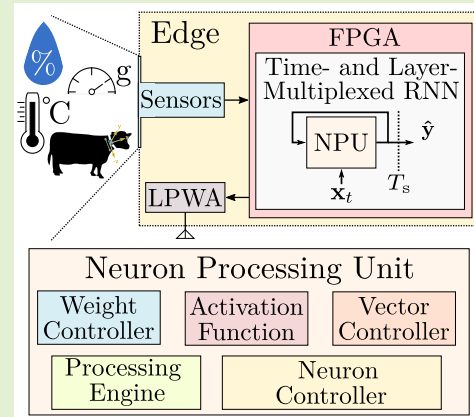 Edge
%
g
°C
Sensors
FPGA
Time- and Layer-
Multiplexed RNN
NPU
ŷ
x_t
T_s
LPWA
Neuron Processing Unit
Weight
Controller
Activation
Function
Vector
Controller
Processing
Engine
Neuron
Controller